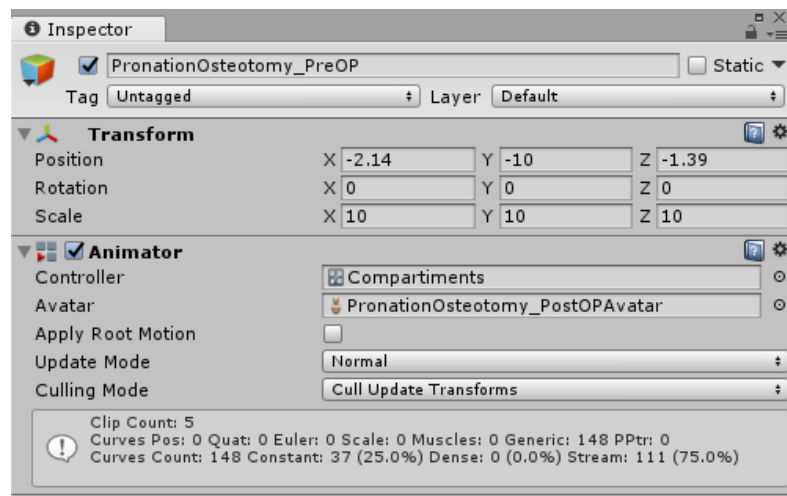 Inspector
PronationOsteotomy_PreOP Static
Tag Untagged Layer Default
Transform
Position X -2.14 Y -10 Z -1.39
Rotation X 0 Y 0 Z 0
Scale X 10 Y 10 Z 10
Animator
Controller Compartiments
Avatar PronationOsteotomy_PostOPAvatar
Apply Root Motion
Update Mode Normal
Culling Mode Cull Update Transforms
Clip Count: 5
Curves Pos: 0 Quat: 0 Euler: 0 Scale: 0 Muscles: 0 Generic: 148 PPtr: 0
Curves Count: 148 Constant: 37 (25.0%) Dense: 0 (0.0%) Stream: 111 (75.0%)